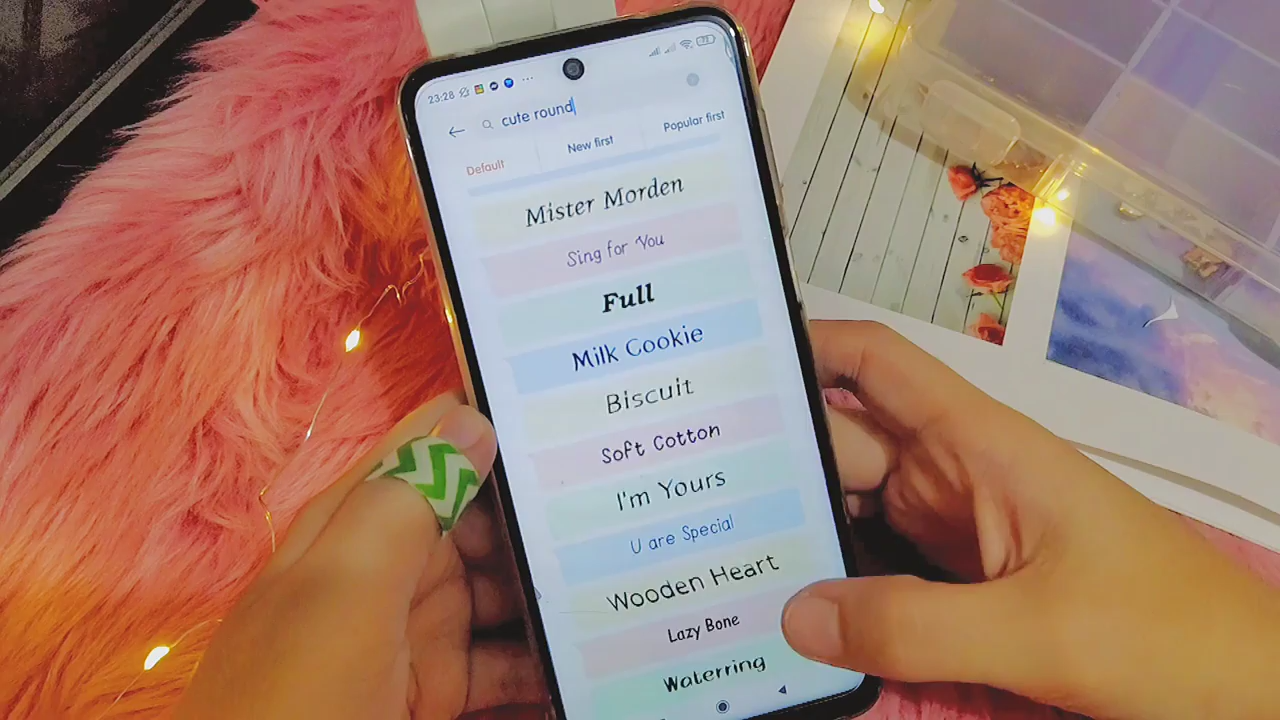 23:28
71
cute round
Default
New first
Popular first
Mister Morden
Sing for You
Full
Milk Cookie
Biscuit
Soft Cotton
I'm Yours
U are Special
Wooden Heart
Lazy Bone
Waterring